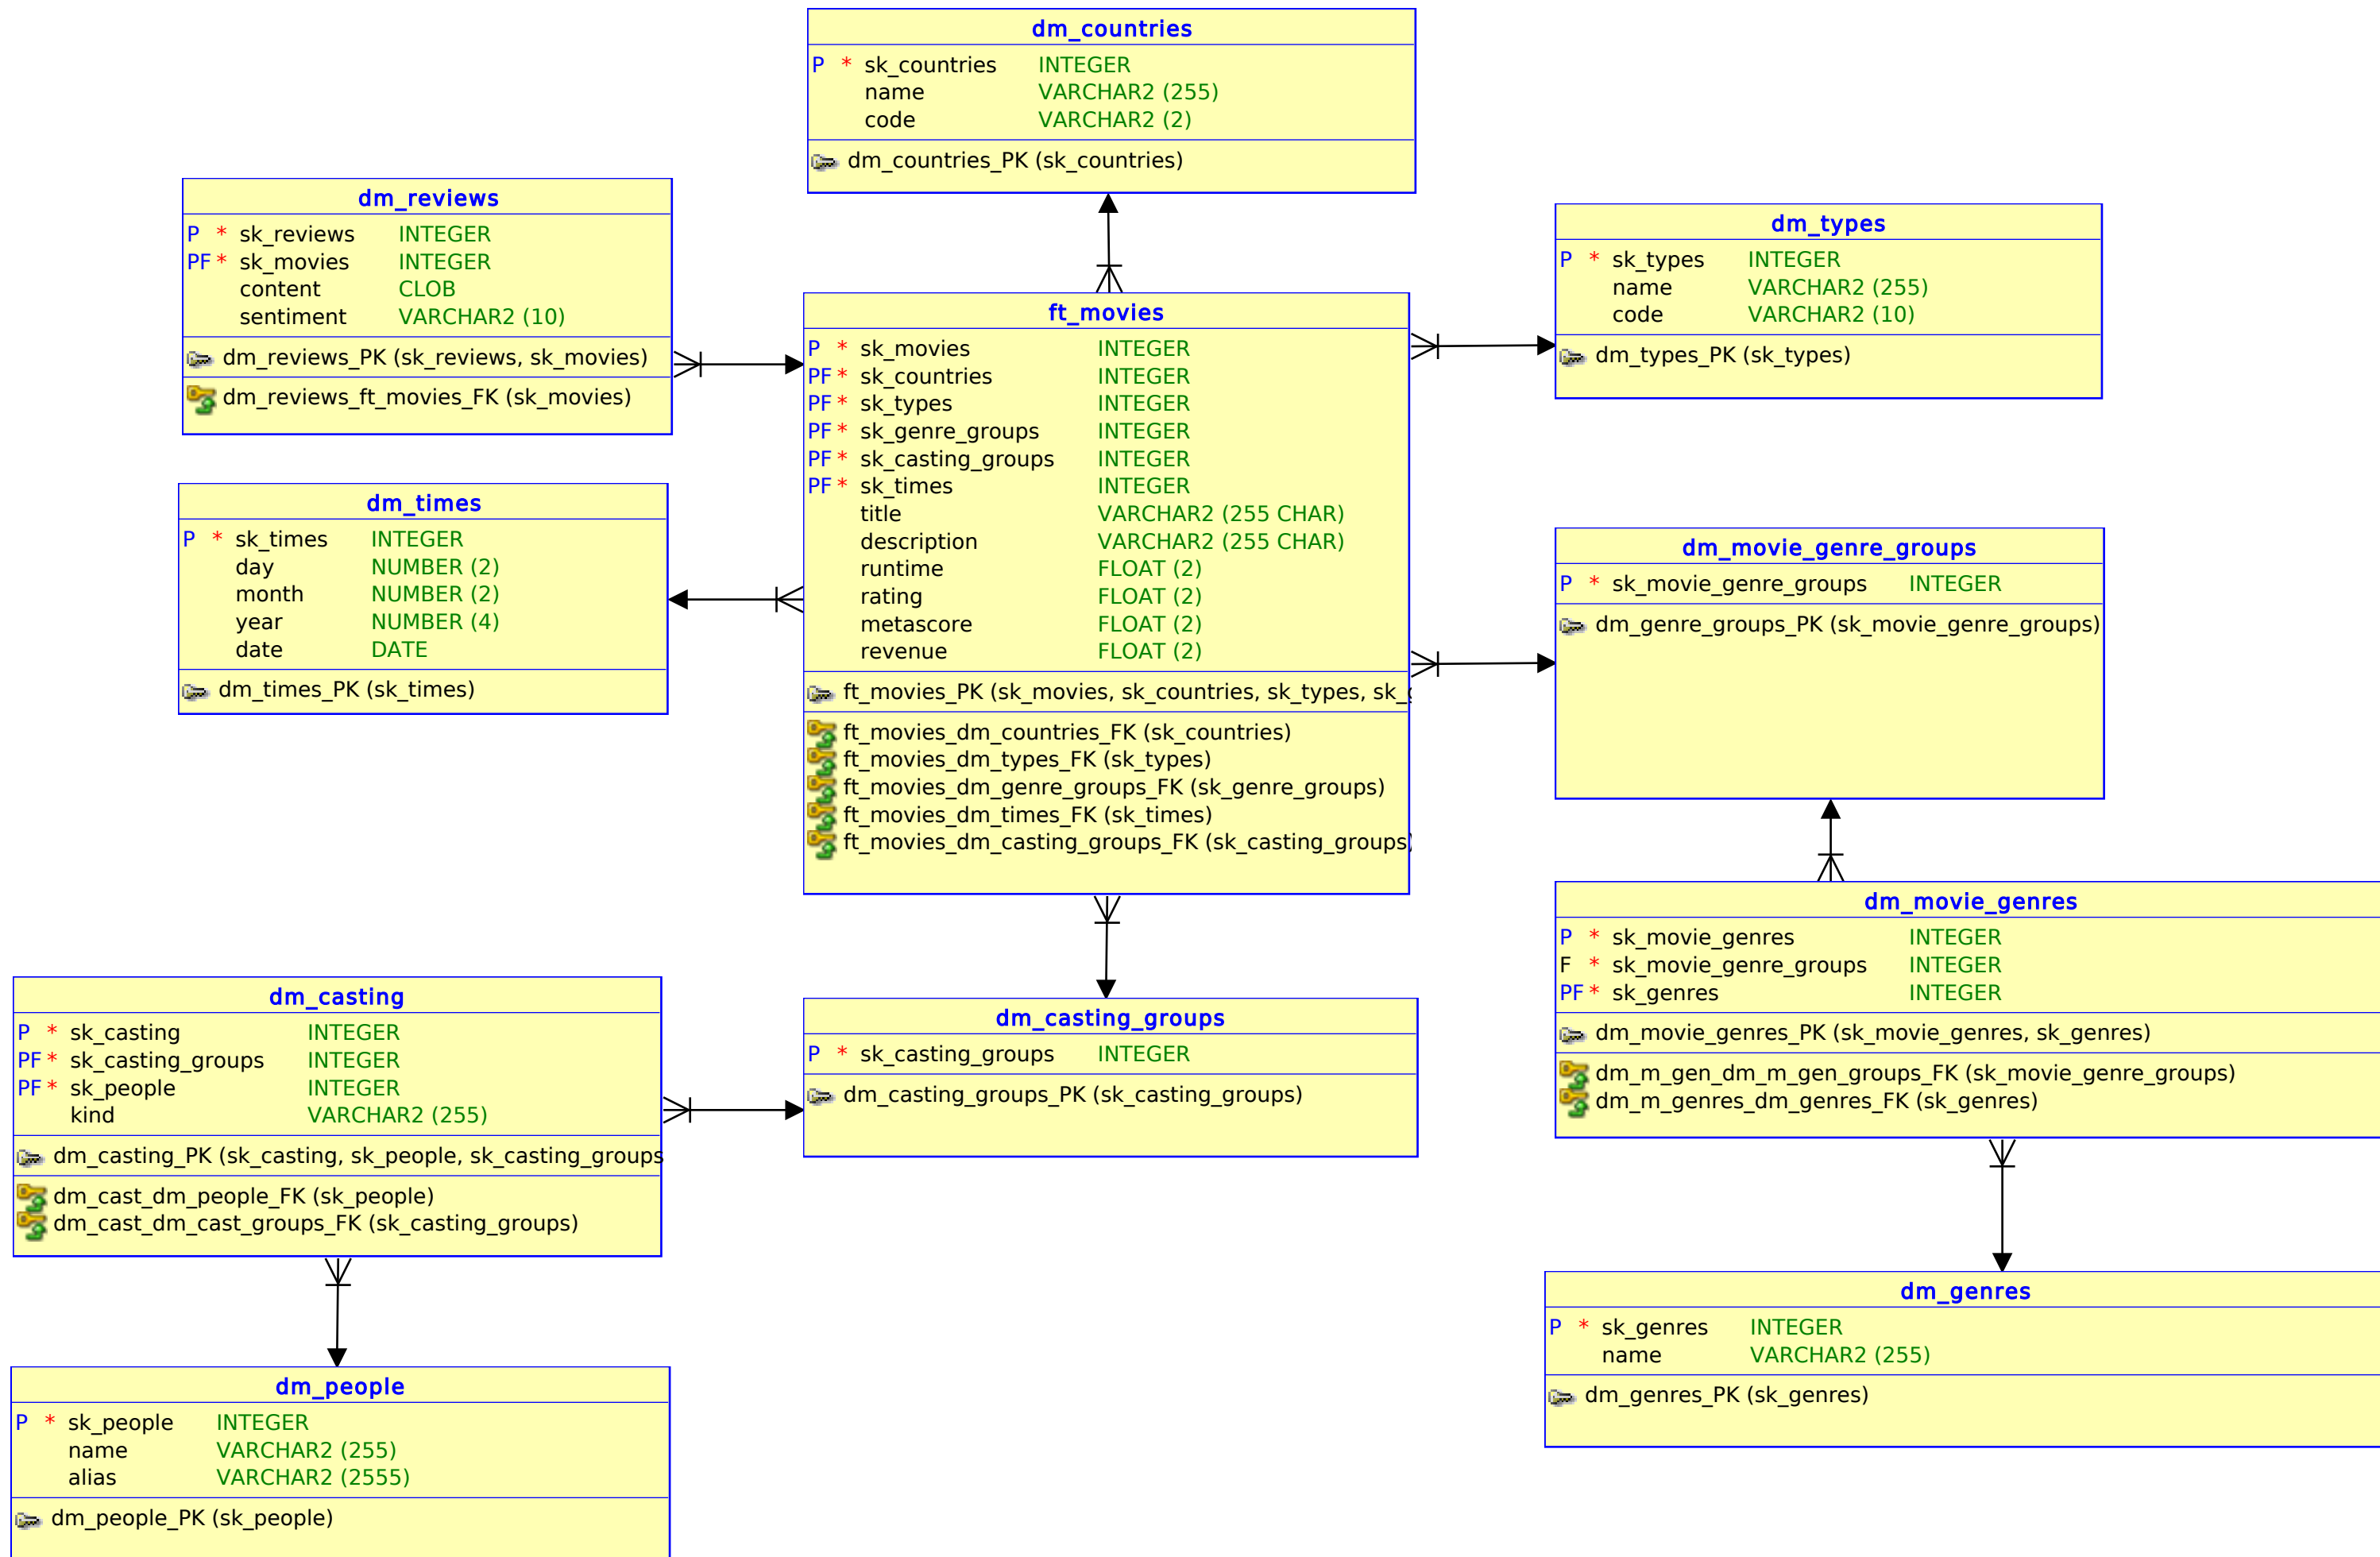 dm_countries
P * sk_countries INTEGER
name VARCHAR2 (255)
code VARCHAR2 (2)
dm_countries_PK (sk_countries)
dm_reviews
P * sk_reviews INTEGER
PF * sk_movies INTEGER
content CLOB
sentiment VARCHAR2 (10)
dm_reviews_PK (sk_reviews, sk_movies)
dm_reviews_ft_movies_FK (sk_movies)
dm_types
P * sk_types INTEGER
name VARCHAR2 (255)
code VARCHAR2 (10)
dm_types_PK (sk_types)
ft_movies
P * sk_movies INTEGER
PF * sk_countries INTEGER
PF * sk_types INTEGER
PF * sk_genre_groups INTEGER
PF * sk_casting_groups INTEGER
PF * sk_times INTEGER
title VARCHAR2 (255 CHAR)
description VARCHAR2 (255 CHAR)
runtime FLOAT (2)
rating FLOAT (2)
metascore FLOAT (2)
revenue FLOAT (2)
ft_movies_PK (sk_movies, sk_countries, sk_types, sk_
ft_movies_dm_countries_FK (sk_countries)
ft_movies_dm_types_FK (sk_types)
ft_movies_dm_genre_groups_FK (sk_genre_groups)
ft_movies_dm_times_FK (sk_times)
ft_movies_dm_casting_groups_FK (sk_casting_groups)
dm_times
P * sk_times INTEGER
day NUMBER (2)
month NUMBER (2)
year NUMBER (4)
date DATE
dm_times_PK (sk_times)
dm_movie_genre_groups
P * sk_movie_genre_groups INTEGER
dm_genre_groups_PK (sk_movie_genre_groups)
dm_movie_genres
P * sk_movie_genres INTEGER
F * sk_movie_genre_groups INTEGER
PF * sk_genres INTEGER
dm_movie_genres_PK (sk_movie_genres, sk_genres)
dm_m_gen_dm_m_gen_groups_FK (sk_movie_genre_groups)
dm_m_genres_dm_genres_FK (sk_genres)
dm_casting
P * sk_casting INTEGER
PF * sk_casting_groups INTEGER
PF * sk_people INTEGER
kind VARCHAR2 (255)
dm_casting_PK (sk_casting, sk_people, sk_casting_groups
dm_cast_dm_people_FK (sk_people)
dm_cast_dm_cast_groups_FK (sk_casting_groups)
dm_casting_groups
P * sk_casting_groups INTEGER
dm_casting_groups_PK (sk_casting_groups)
dm_genres
P * sk_genres INTEGER
name VARCHAR2 (255)
dm_genres_PK (sk_genres)
dm_people
P * sk_people INTEGER
name VARCHAR2 (255)
alias VARCHAR2 (2555)
dm_people_PK (sk_people)